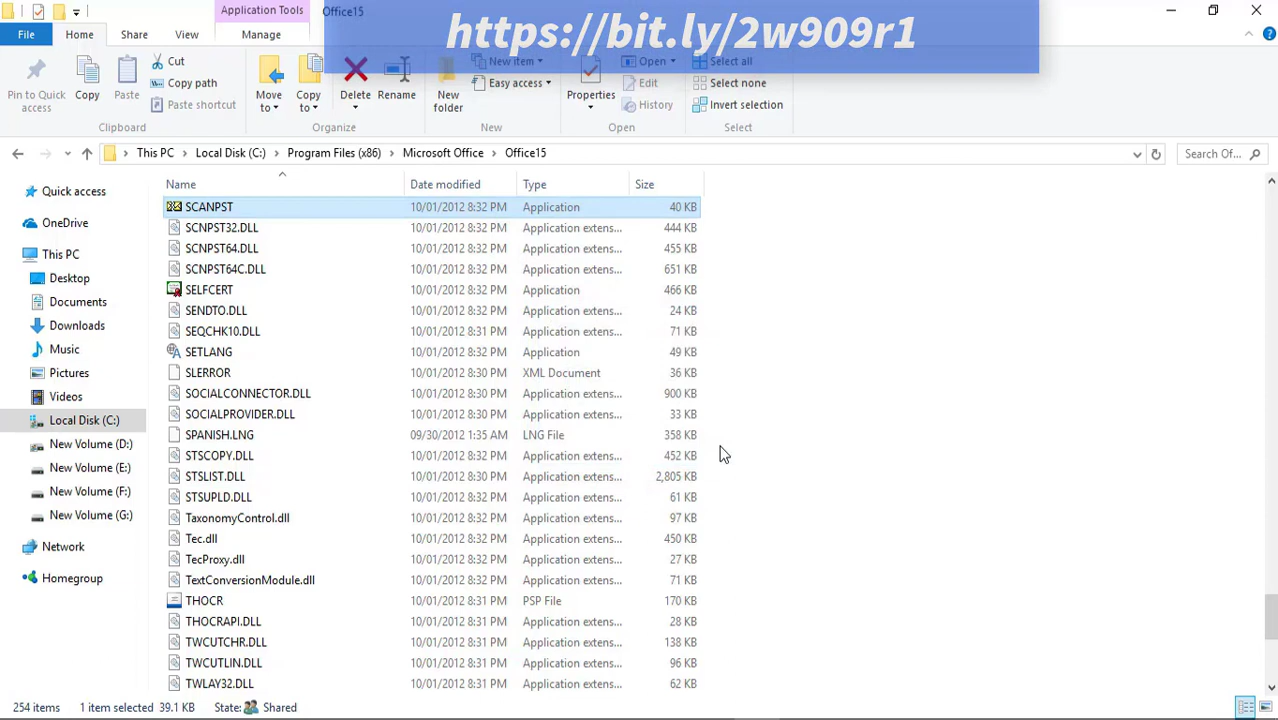 Application Tools Office15
https://bit.ly/2w909r1
File Home Share View Manage
Pin to Quick access
Copy
Paste
Cut
Copy path
Paste shortcut
Clipboard
Move to
Copy to
Delete
Rename
Organize
New folder
New item
Easy access
New
Properties
Open
Edit
History
Open
Select all
Select none
Invert selection
Select
This PC > Local Disk (C:) > Program Files (x86) > Microsoft Office > Office15
Search Of...
Quick access
OneDrive
This PC
Desktop
Documents
Downloads
Music
Pictures
Videos
Local Disk (C:)
New Volume (D:)
New Volume (E:)
New Volume (F:)
New Volume (G:)
Network
Homegroup
Name Date modified Type Size
SCANPST 10/01/2012 8:32 PM Application 40 KB
SCNPST32.DLL 10/01/2012 8:32 PM Application extens... 444 KB
SCNPST64.DLL 10/01/2012 8:32 PM Application extens... 455 KB
SCNPST64C.DLL 10/01/2012 8:32 PM Application extens... 651 KB
SELFCERT 10/01/2012 8:32 PM Application 466 KB
SENDTO.DLL 10/01/2012 8:32 PM Application extens... 24 KB
SEQCHK10.DLL 10/01/2012 8:31 PM Application extens... 71 KB
SETLANG 10/01/2012 8:32 PM Application 49 KB
SLERROR 10/01/2012 8:30 PM XML Document 36 KB
SOCIALCONNECTOR.DLL 10/01/2012 8:30 PM Application extens... 900 KB
SOCIALPROVIDER.DLL 10/01/2012 8:30 PM Application extens... 33 KB
SPANISH.LNG 09/30/2012 1:35 AM LNG File 358 KB
STSCOPY.DLL 10/01/2012 8:32 PM Application extens... 452 KB
STSLIST.DLL 10/01/2012 8:30 PM Application extens... 2,805 KB
STSUPLD.DLL 10/01/2012 8:32 PM Application extens... 61 KB
TaxonomyControl.dll 10/01/2012 8:32 PM Application extens... 97 KB
Tec.dll 10/01/2012 8:32 PM Application extens... 450 KB
TecProxy.dll 10/01/2012 8:32 PM Application extens... 27 KB
TextConversionModule.dll 10/01/2012 8:32 PM Application extens... 71 KB
THOCR 10/01/2012 8:31 PM PSP File 170 KB
THOCRAPI.DLL 10/01/2012 8:31 PM Application extens... 28 KB
TWCUTCHR.DLL 10/01/2012 8:31 PM Application extens... 138 KB
TWCUTLIN.DLL 10/01/2012 8:31 PM Application extens... 96 KB
TWLAY32.DLL 10/01/2012 8:31 PM Application extens... 62 KB
254 items 1 item selected 39.1 KB State: Shared